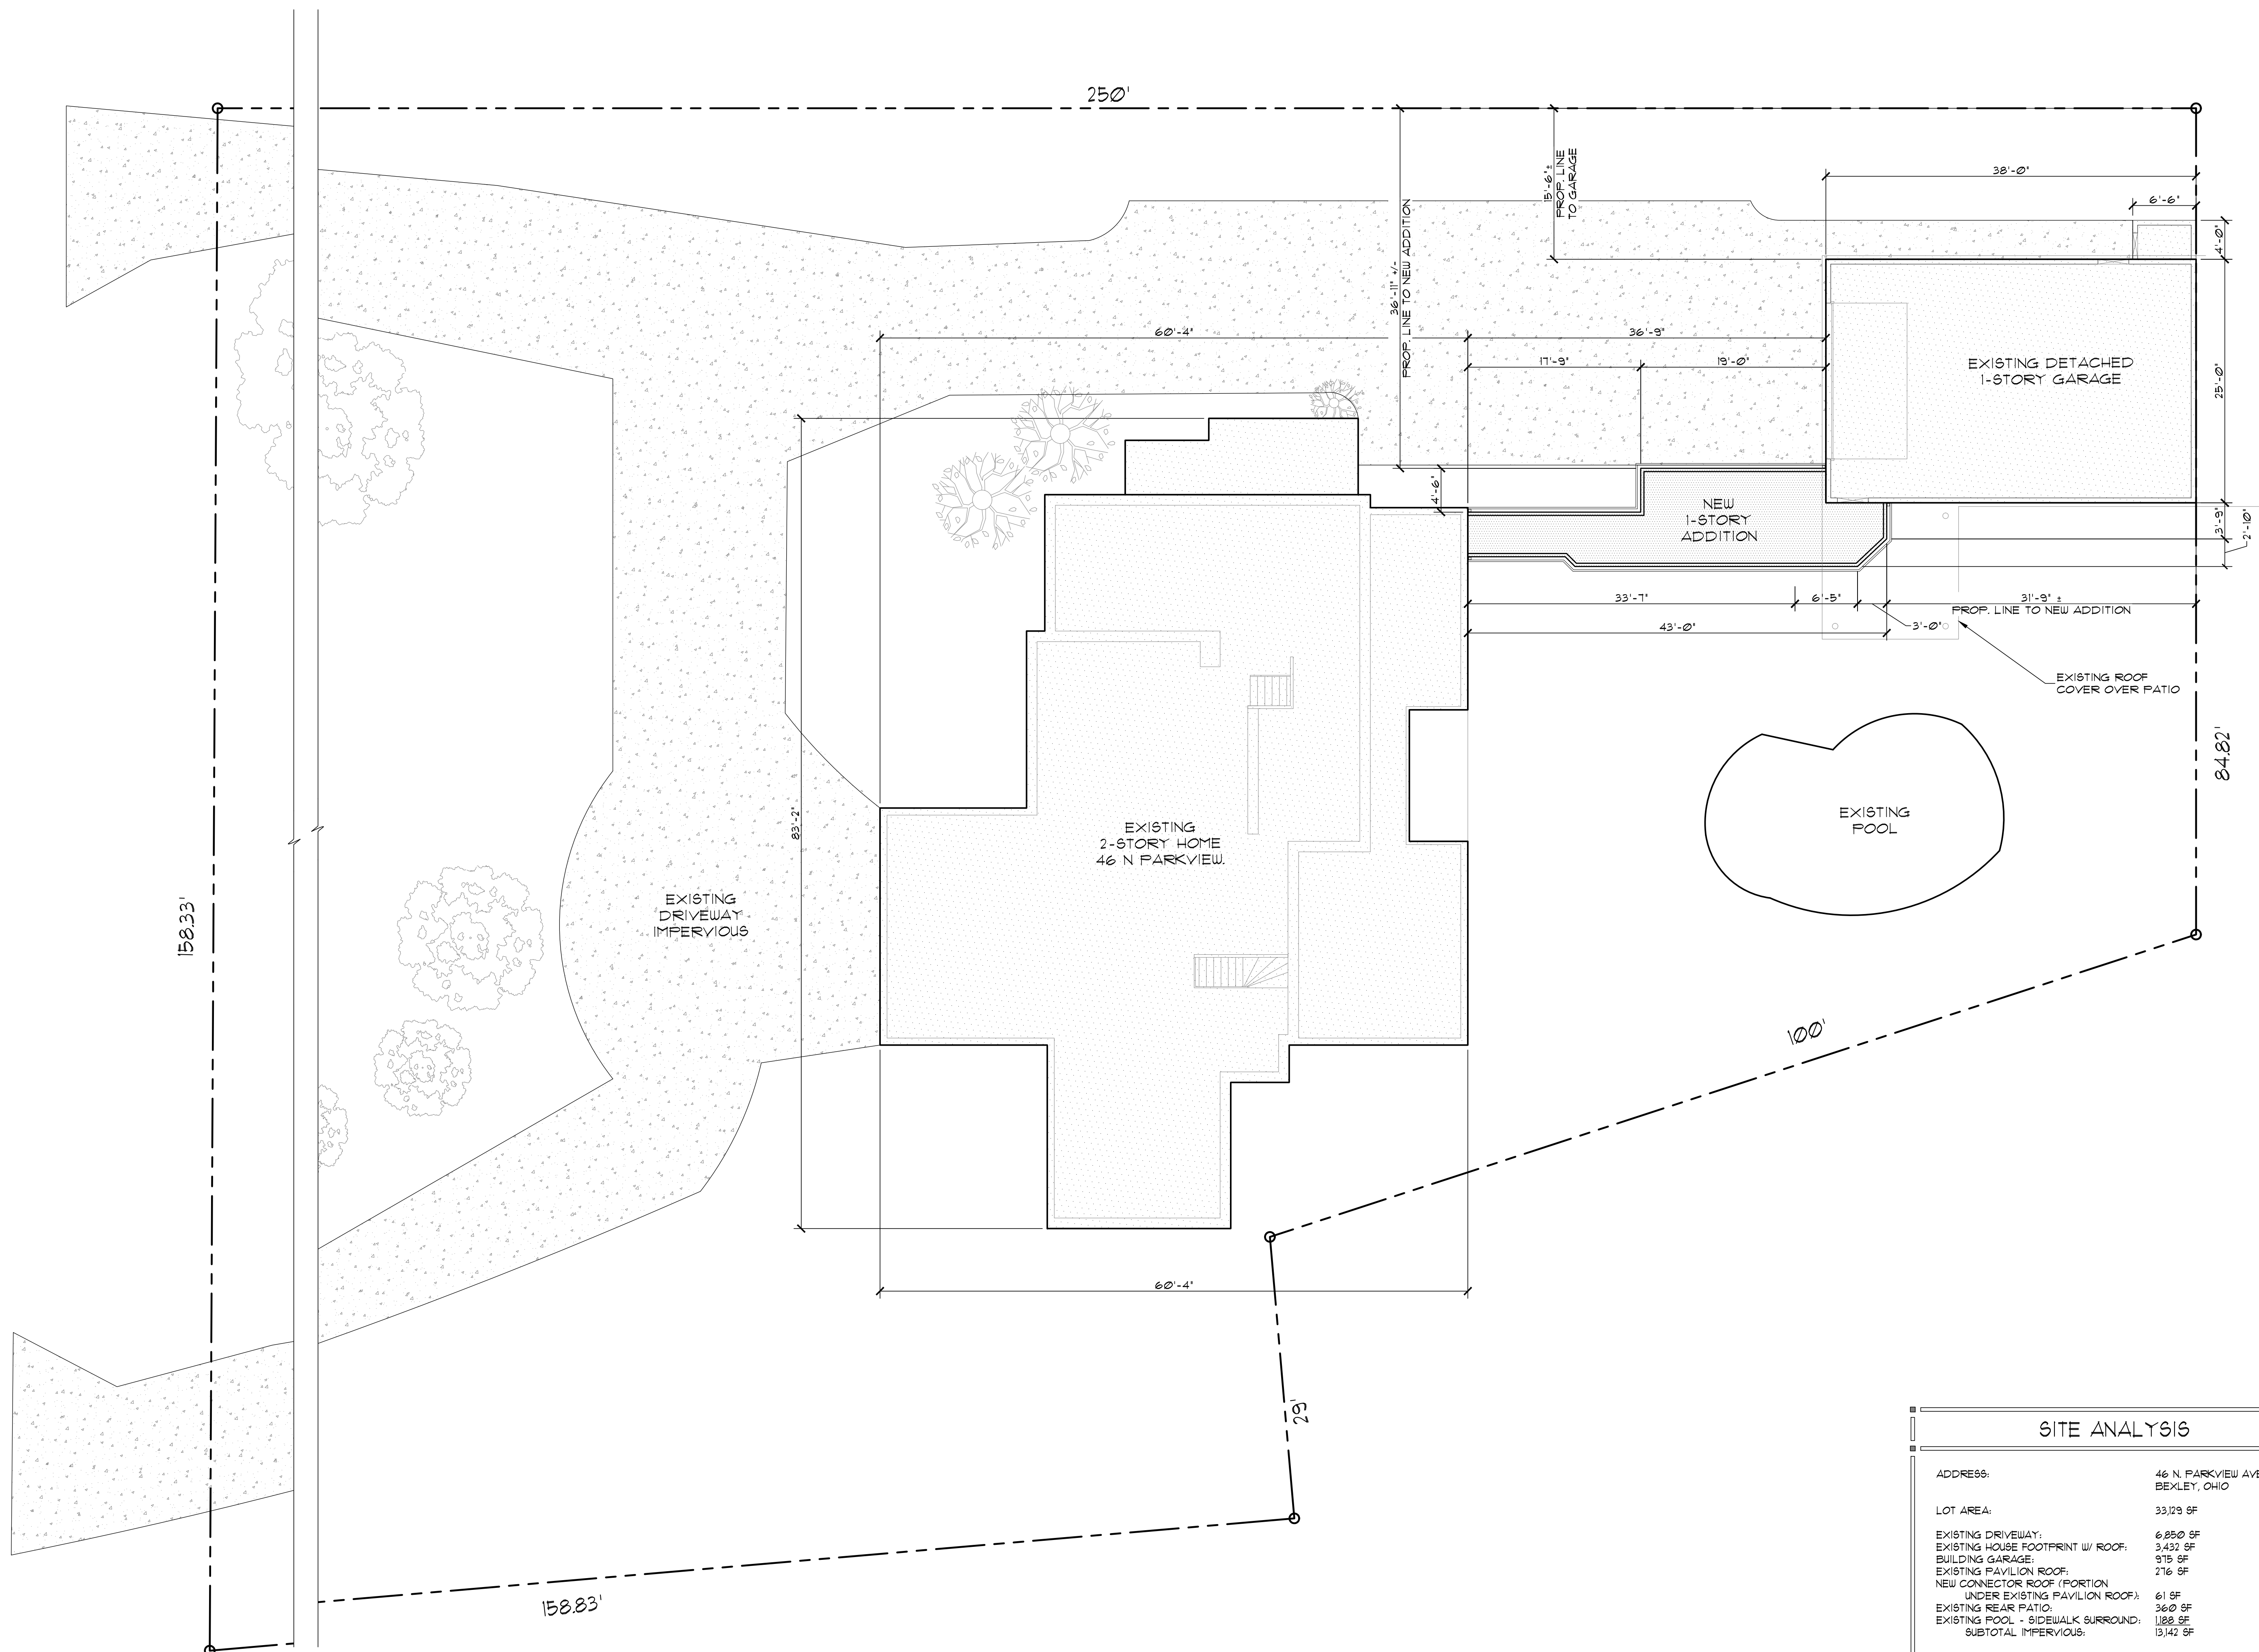 250'
38'-0"
6'-6"
15'-6"±
PROP. LINE
TO GARAGE
4'-0"
36'-11" +/-
PROP. LINE TO NEW ADDITION
60'-4"
36'-9"
17'-9"
19'-0"
EXISTING DETACHED
1-STORY GARAGE
25'-0"
4'-6"
NEW
1-STORY
ADDITION
3'-9"
2'-10"
33'-7"
6'-5"
31'-9" ±
PROP. LINE TO NEW ADDITION
43'-0"
3'-0"
EXISTING ROOF
COVER OVER PATIO
84.82'
83'-2"
EXISTING
2-STORY HOME
46 N PARKVIEW.
EXISTING
POOL
158.33'
EXISTING
DRIVEWAY
IMPERVIOUS
100'
60'-4"
29'
158.83'
SITE ANALYSIS
ADDRESS: 46 N. PARKVIEW AVE
BEXLEY, OHIO
LOT AREA: 33,129 SF
EXISTING DRIVEWAY: 6,850 SF
EXISTING HOUSE FOOTPRINT W/ ROOF: 3,432 SF
BUILDING GARAGE: 975 SF
EXISTING PAVILION ROOF: 276 SF
NEW CONNECTOR ROOF (PORTION
UNDER EXISTING PAVILION ROOF): 61 SF
EXISTING REAR PATIO: 360 SF
EXISTING POOL - SIDEWALK SURROUND: 1,188 SF
SUBTOTAL IMPERVIOUS: 13,142 SF